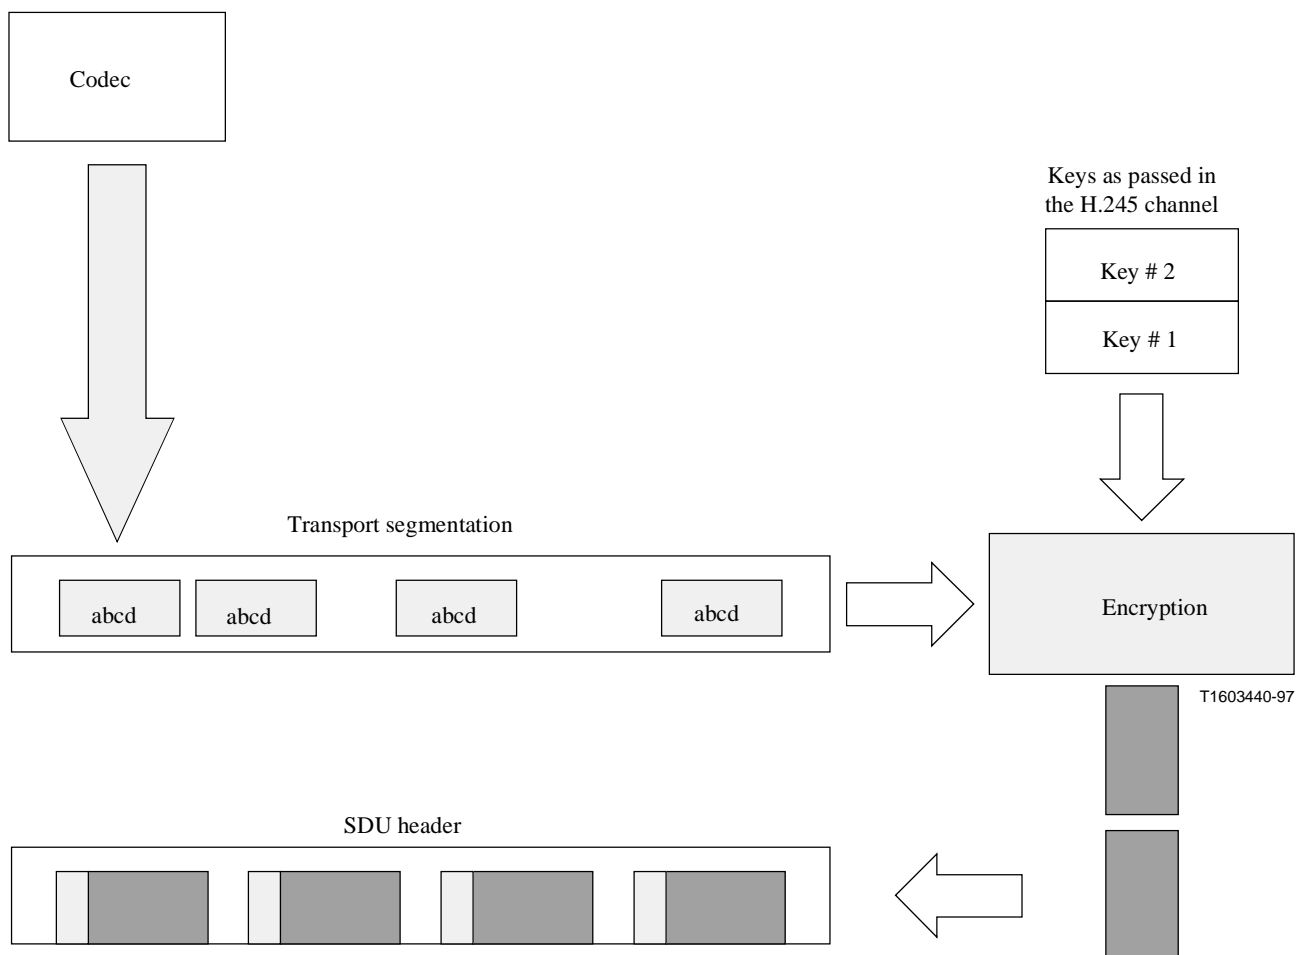 Codec
Keys as passed in
the H.245 channel
Key # 2
Key # 1
Transport segmentation
abcd
abcd
abcd
abcd
Encryption
T1603440-97
SDU header